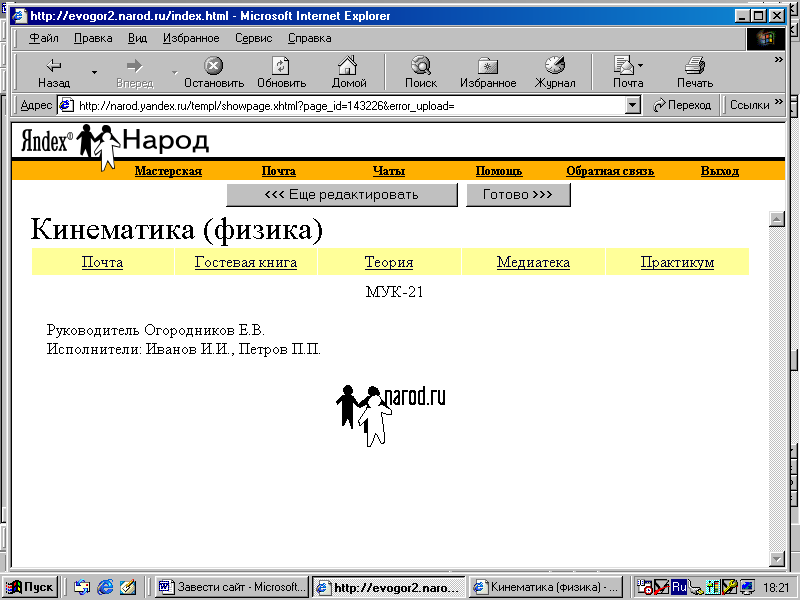 http://evogor2.narod.ru/index.html - Microsoft Internet Explorer
Файл Правка Вид Избранное Сервис Справка
Назад Вперед Остановить Обновить Домой Поиск Избранное Журнал Почта Печать »
Адрес http://narod.yandex.ru/templ/showpage.xhtml?page_id=143226&error_upload= Переход Ссылки »
Яndex® Народ
Мастерская Почта Чаты Помощь Обратная связь Выход
<<< Еще редактировать Готово >>>
Кинематика (физика)
Почта Гостевая книга Теория Медиатека Практикум
МУК-21
Руководитель Огородников Е.В.
Исполнители: Иванов И.И., Петров П.П.
narod.ru
Пуск Завести сайт - Microsoft... http://evogor2.naro... Кинематика (физика) - ... Ru 18:21